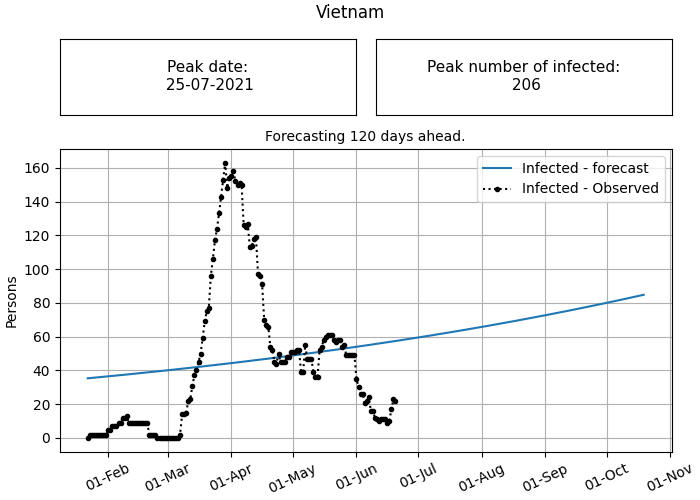 Vietnam
Peak date:
25-07-2021
Peak number of infected:
206
Forecasting 120 days ahead.
Infected - forecast
Infected - Observed
Persons
160
140
120
100
80
60
40
20
0
01-Feb
01-Mar
01-Apr
01-May
01-Jun
01-Jul
01-Aug
01-Sep
01-Oct
01-Nov